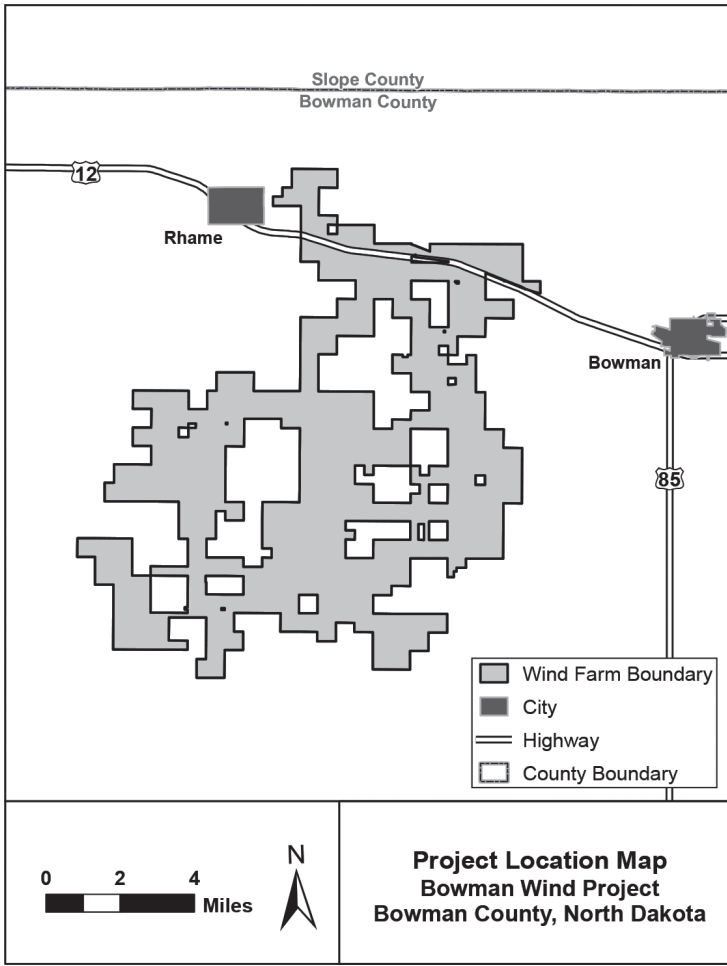 Slope County
Bowman County
12
Rhame
Bowman
85
Wind Farm Boundary
City
Highway
County Boundary
0 2 4
Miles
N
Project Location Map
Bowman Wind Project
Bowman County, North Dakota